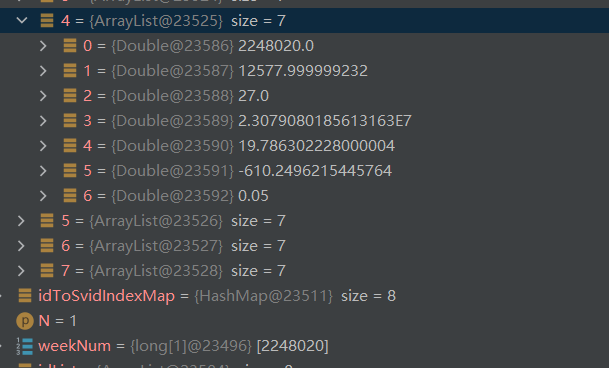 4 = {ArrayList@23525} size = 7
0 = {Double@23586} 2248020.0
1 = {Double@23587} 12577.999999232
2 = {Double@23588} 27.0
3 = {Double@23589} 2.3079080185613163E7
4 = {Double@23590} 19.786302228000004
5 = {Double@23591} -610.2496215445764
6 = {Double@23592} 0.05
5 = {ArrayList@23526} size = 7
6 = {ArrayList@23527} size = 7
7 = {ArrayList@23528} size = 7
idToSvidIndexMap = {HashMap@23511} size = 8
p N = 1
weekNum = {long[1]@23496} [2248020]